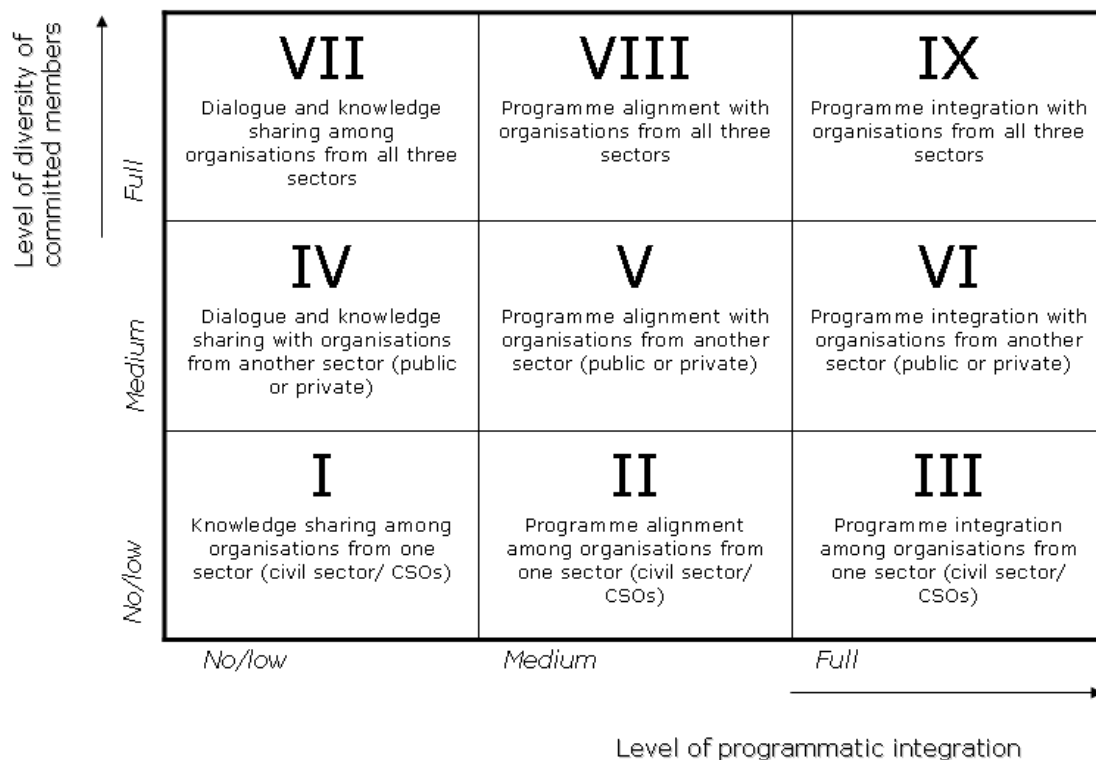 Level of diversity of
committed members
Full
Medium
No/low
VII
Dialogue and knowledge
sharing among
organisations from all three
sectors
VIII
Programme alignment with
organisations from all three
sectors
IX
Programme integration with
organisations from all three
sectors
IV
Dialogue and knowledge
sharing with organisations
from another sector (public
or private)
V
Programme alignment with
organisations from another
sector (public or private)
VI
Programme integration with
organisations from another
sector (public or private)
I
Knowledge sharing among
organisations from one
sector (civil sector/ CSOs)
II
Programme alignment
among organisations from
one sector (civil sector/
CSOs)
III
Programme integration
among organisations from
one sector (civil sector/
CSOs)
No/low
Medium
Full
Level of programmatic integration